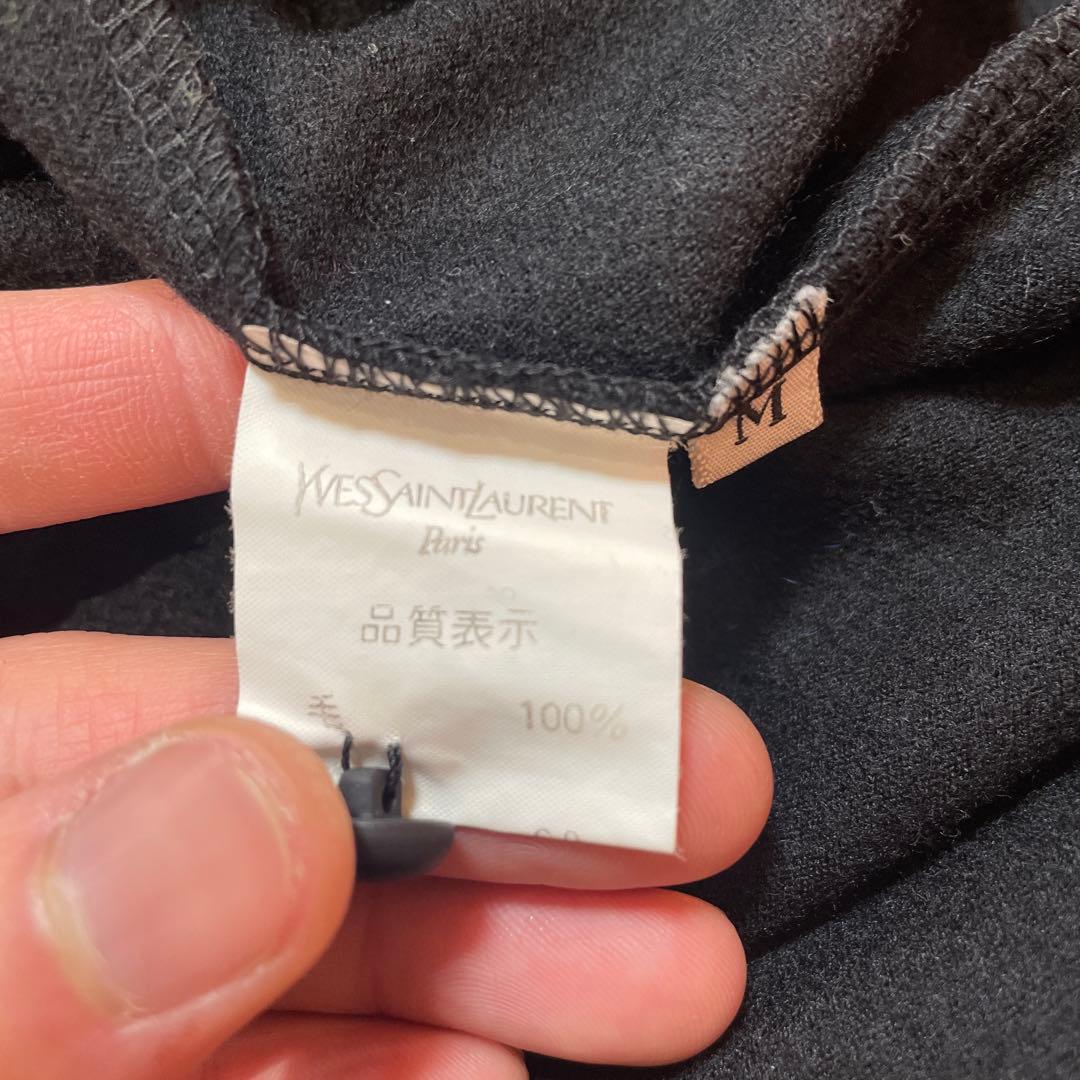 YVES SAINT LAURENT
Paris
品質表示
毛 100%
M